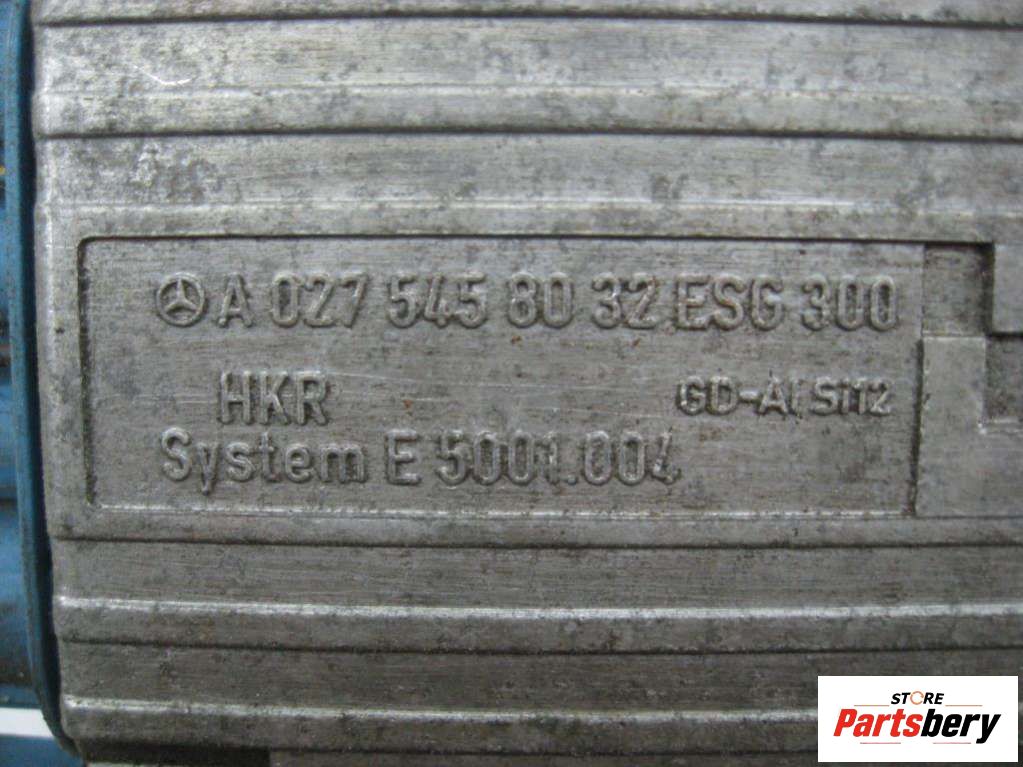 A 027 545 80 32 ESG 300
HKR GD-AlSi12
System E 5001.004
STORE
Partsbery